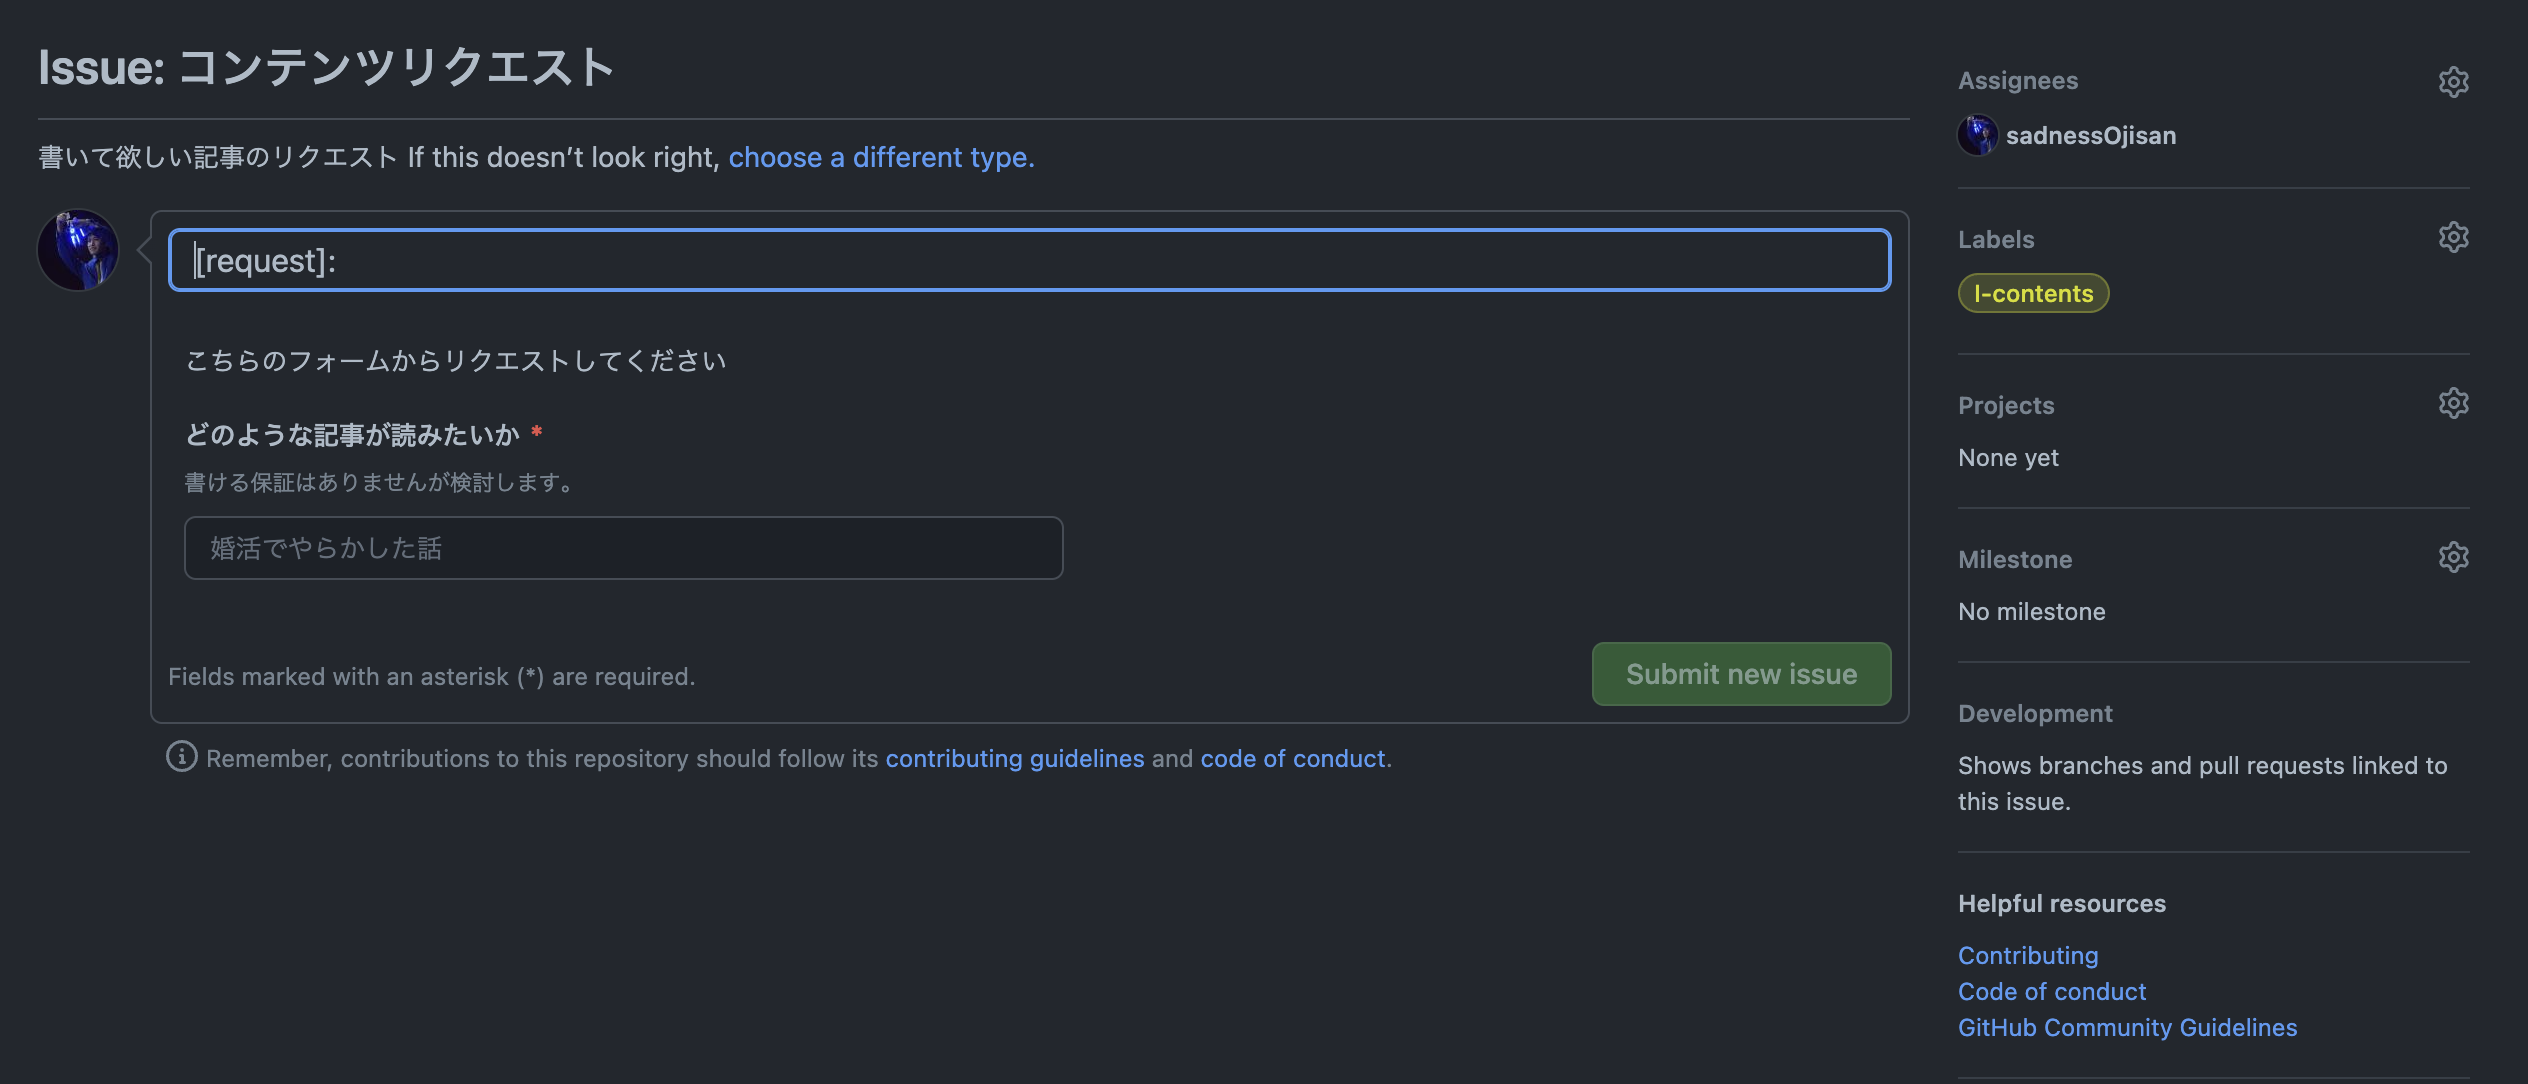 Issue: コンテンツリクエスト
書いて欲しい記事のリクエスト If this doesn’t look right, choose a different type.
[request]:
こちらのフォームからリクエストしてください
どのような記事が読みたいか *
書ける保証はありませんが検討します。
婚活でやらかした話
Fields marked with an asterisk (*) are required.
Submit new issue
Remember, contributions to this repository should follow its contributing guidelines and code of conduct.
Assignees
sadnessOjisan
Labels
I-contents
Projects
None yet
Milestone
No milestone
Development
Shows branches and pull requests linked to
this issue.
Helpful resources
Contributing
Code of conduct
GitHub Community Guidelines